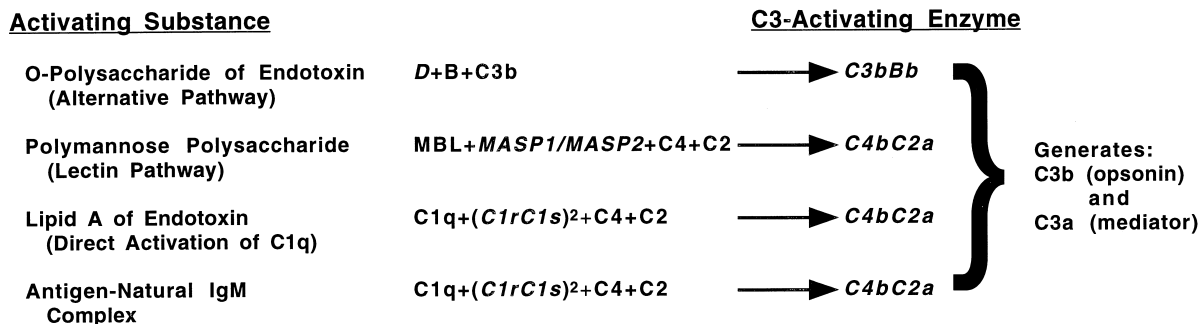 Activating Substance
C3-Activating Enzyme
O-Polysaccharide of Endotoxin D+B+C3b C3bBb
(Alternative Pathway)
Polymannose Polysaccharide MBL+MASP1/MASP2+C4+C2 C4bC2a
(Lectin Pathway)
Lipid A of Endotoxin C1q+(C1rC1s)²+C4+C2 C4bC2a
(Direct Activation of C1q)
Antigen-Natural IgM C1q+(C1rC1s)²+C4+C2 C4bC2a
Complex
Generates:
C3b (opsonin)
and
C3a (mediator)